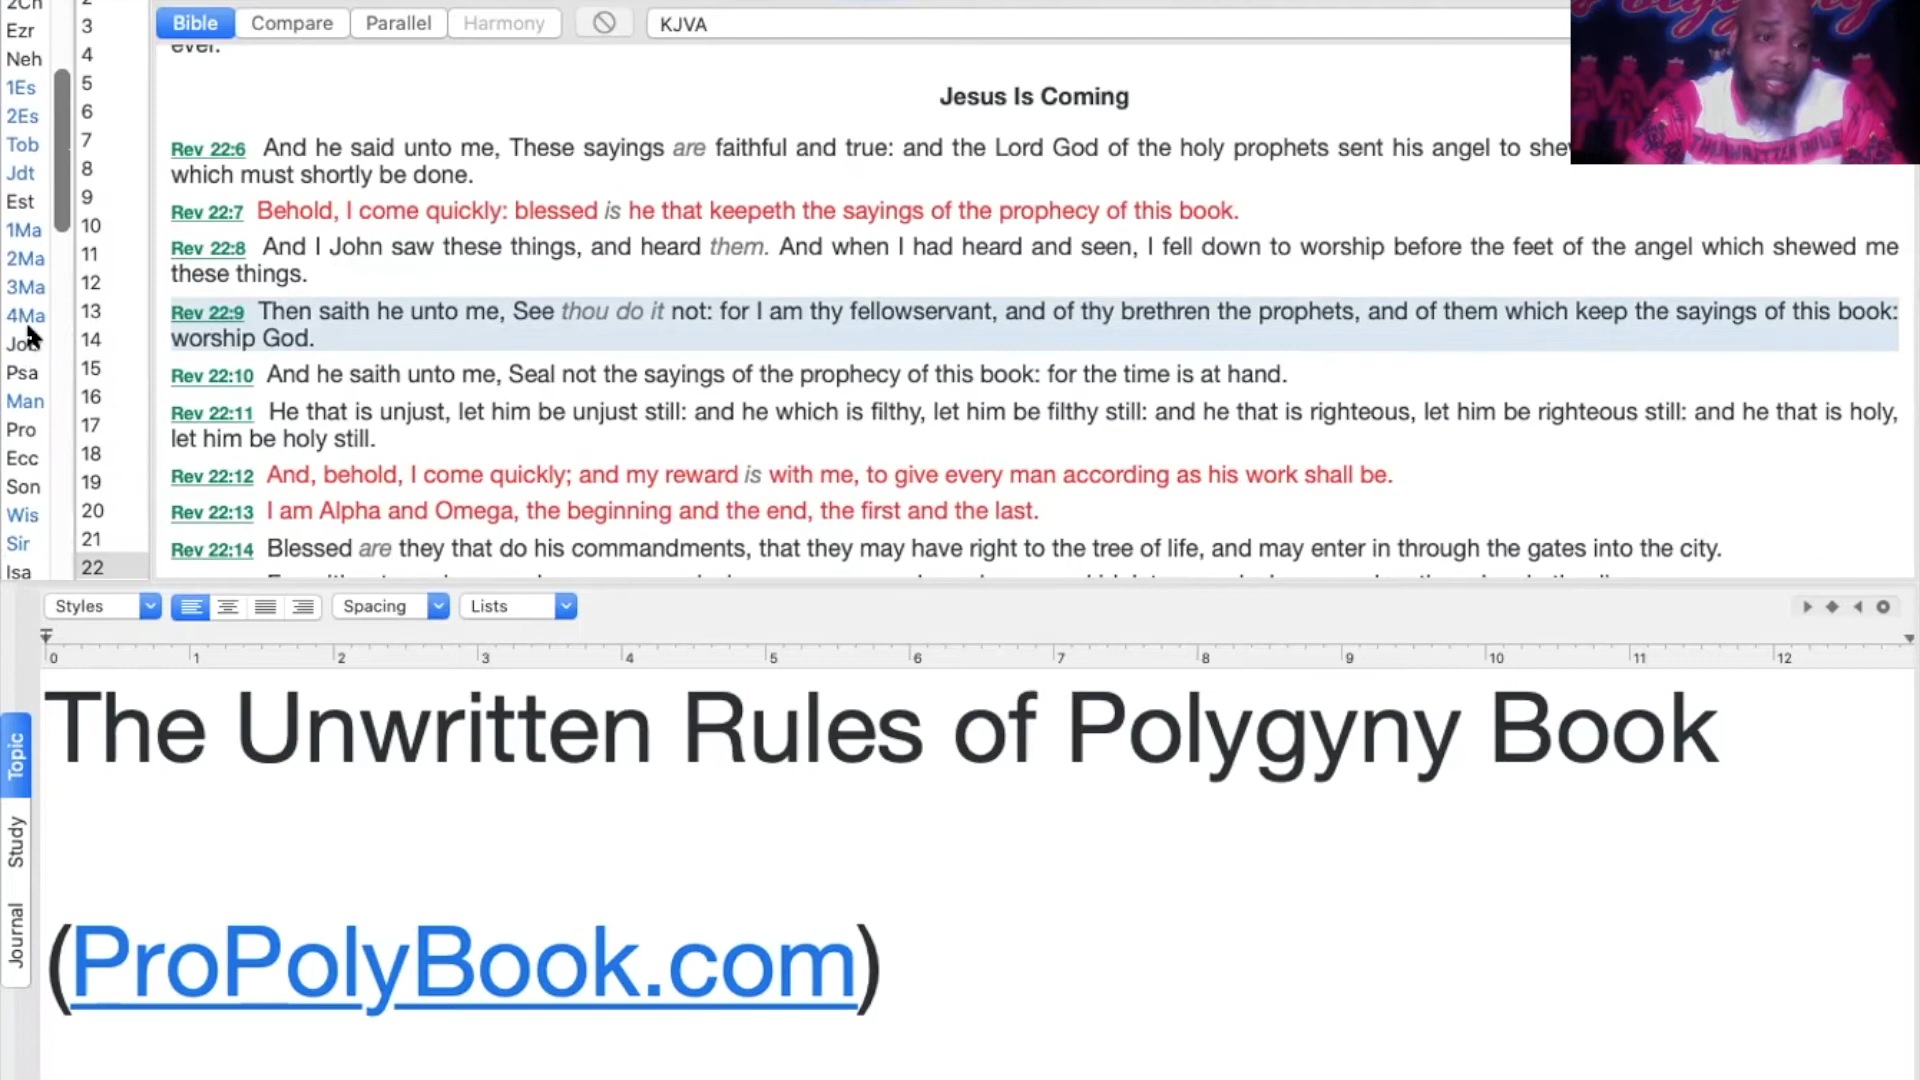 2Ch
Ezr
Neh
1Es
2Es
Tob
Jdt
Est
1Ma
2Ma
3Ma
4Ma
Psa
Man
Pro
Ecc
Son
Wis
Sir
Isa
3
4
5
6
7
8
9
10
11
12
13
14
15
16
17
18
19
20
21
22
Bible Compare Parallel Harmony KJVA
ever.
Jesus Is Coming
Rev 22:6 And he said unto me, These sayings are faithful and true: and the Lord God of the holy prophets sent his angel to
which must shortly be done.
Rev 22:7 Behold, I come quickly: blessed is he that keepeth the sayings of the prophecy of this book.
Rev 22:8 And I John saw these things, and heard them. And when I had heard and seen, I fell down to worship before the feet of the angel which shewed me
these things.
Rev 22:9 Then saith he unto me, See thou do it not: for I am thy fellowservant, and of thy brethren the prophets, and of them which keep the sayings of this book:
worship God.
Rev 22:10 And he saith unto me, Seal not the sayings of the prophecy of this book: for the time is at hand.
Rev 22:11 He that is unjust, let him be unjust still: and he which is filthy, let him be filthy still: and he that is righteous, let him be righteous still: and he that is holy,
let him be holy still.
Rev 22:12 And, behold, I come quickly; and my reward is with me, to give every man according as his work shall be.
Rev 22:13 I am Alpha and Omega, the beginning and the end, the first and the last.
Rev 22:14 Blessed are they that do his commandments, that they may have right to the tree of life, and may enter in through the gates into the city.
Styles Spacing Lists
0 1 2 3 4 5 6 7 8 9 10 11 12
Topic
Study
Journal
The Unwritten Rules of Polygyny Book
(ProPolyBook.com)